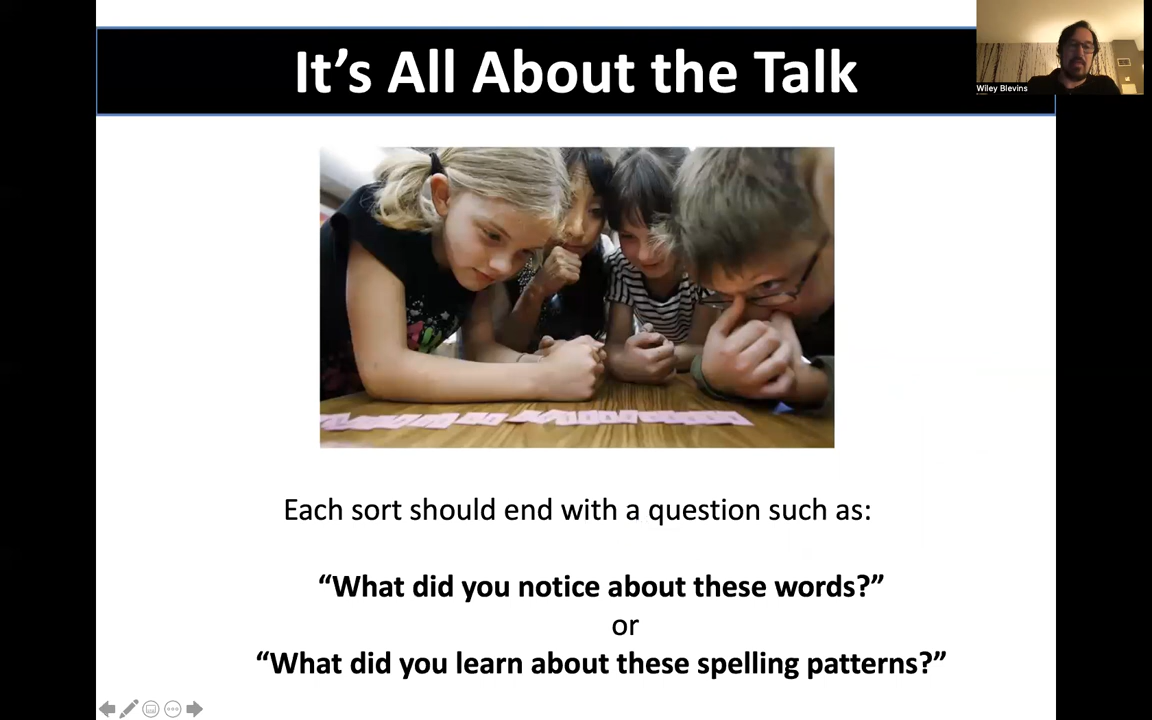 It’s All About the Talk
Wiley Blevins
Each sort should end with a question such as:
“What did you notice about these words?”
or
“What did you learn about these spelling patterns?”